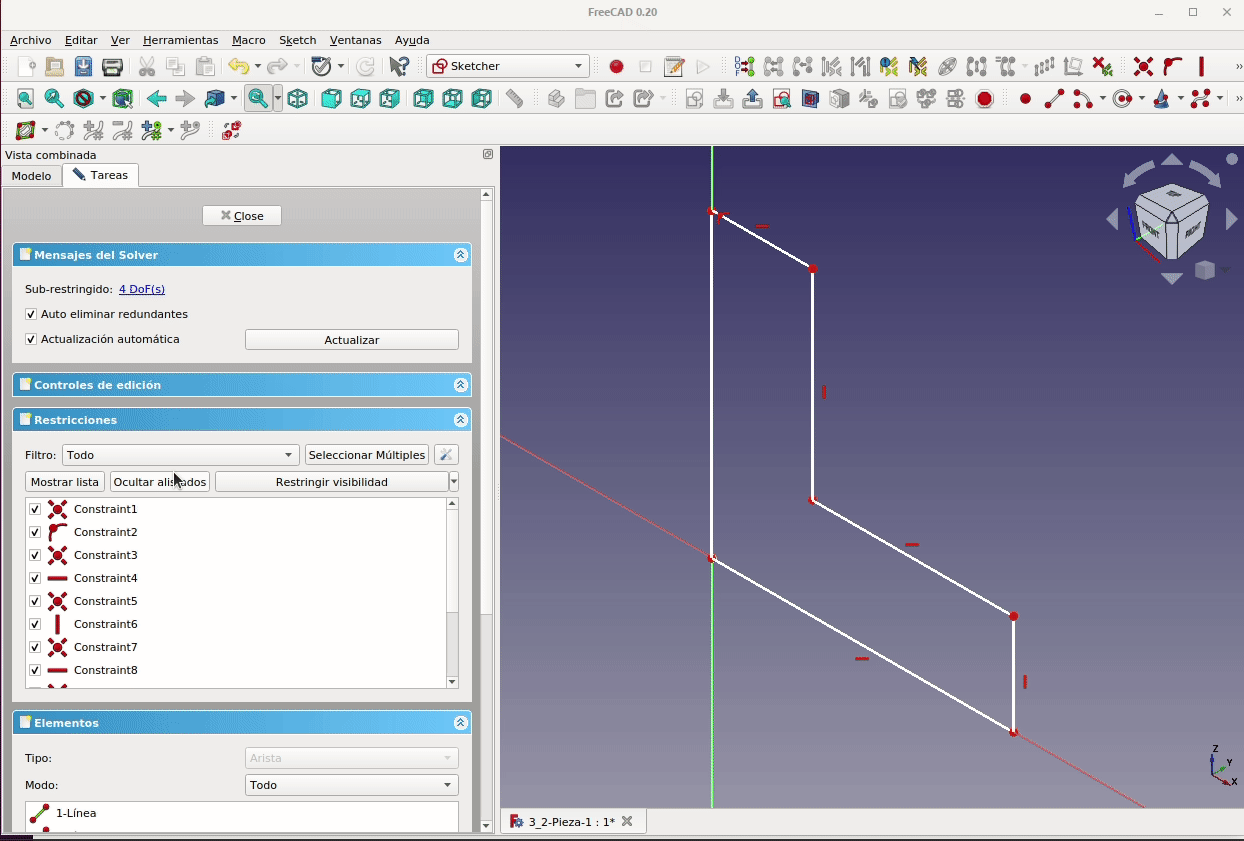 FreeCAD 0.20
Archivo Editar Ver Herramientas Macro Sketch Ventanas Ayuda
Sketcher
Vista combinada
Modelo Tareas
Close
Mensajes del Solver
Sub-restringido: 4 DoF(s)
Auto eliminar redundantes
Actualización automática Actualizar
Controles de edición
Restricciones
Filtro: Todo Seleccionar Múltiples
Mostrar lista Restringir visibilidad
Constraint1
Constraint2
Constraint3
Constraint4
Constraint5
Constraint6
Constraint7
Constraint8
Elementos
Tipo: Arista
Modo: Todo
1-Línea
FRONT
Z
Y
X
3_2-Pieza-1 : 1*